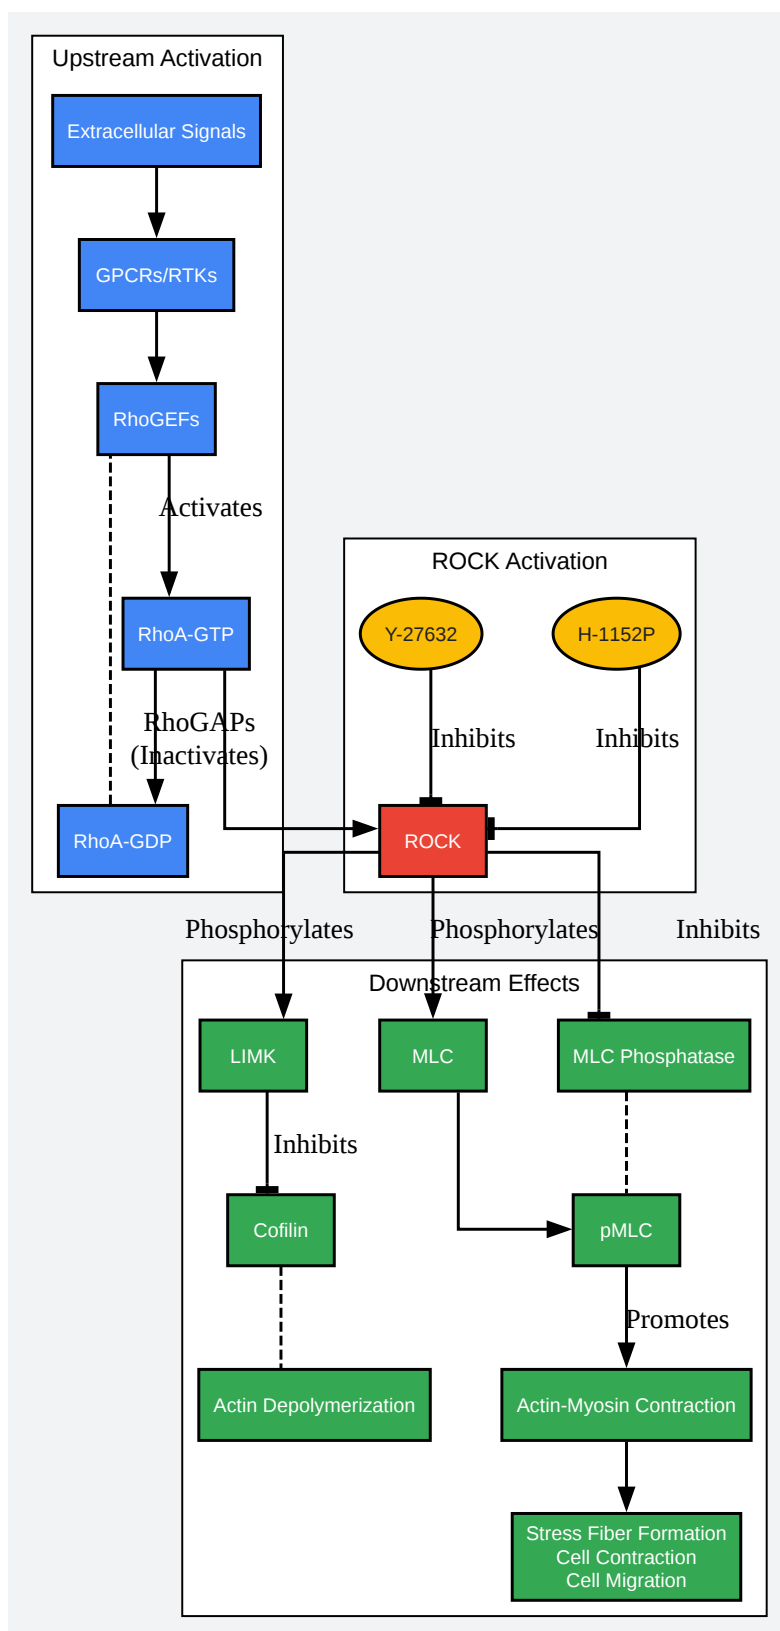 Upstream Activation
Extracellular Signals
GPCRs/RTKs
RhoGEFs
Activates
ROCK Activation
RhoA-GTP
Y-27632
H-1152P
RhoGAPs
(Inactivates)
Inhibits
Inhibits
RhoA-GDP
ROCK
Phosphorylates
Phosphorylates
Inhibits
Downstream Effects
LIMK
MLC
MLC Phosphatase
Inhibits
Cofilin
pMLC
Promotes
Actin Depolymerization
Actin-Myosin Contraction
Stress Fiber Formation
Cell Contraction
Cell Migration